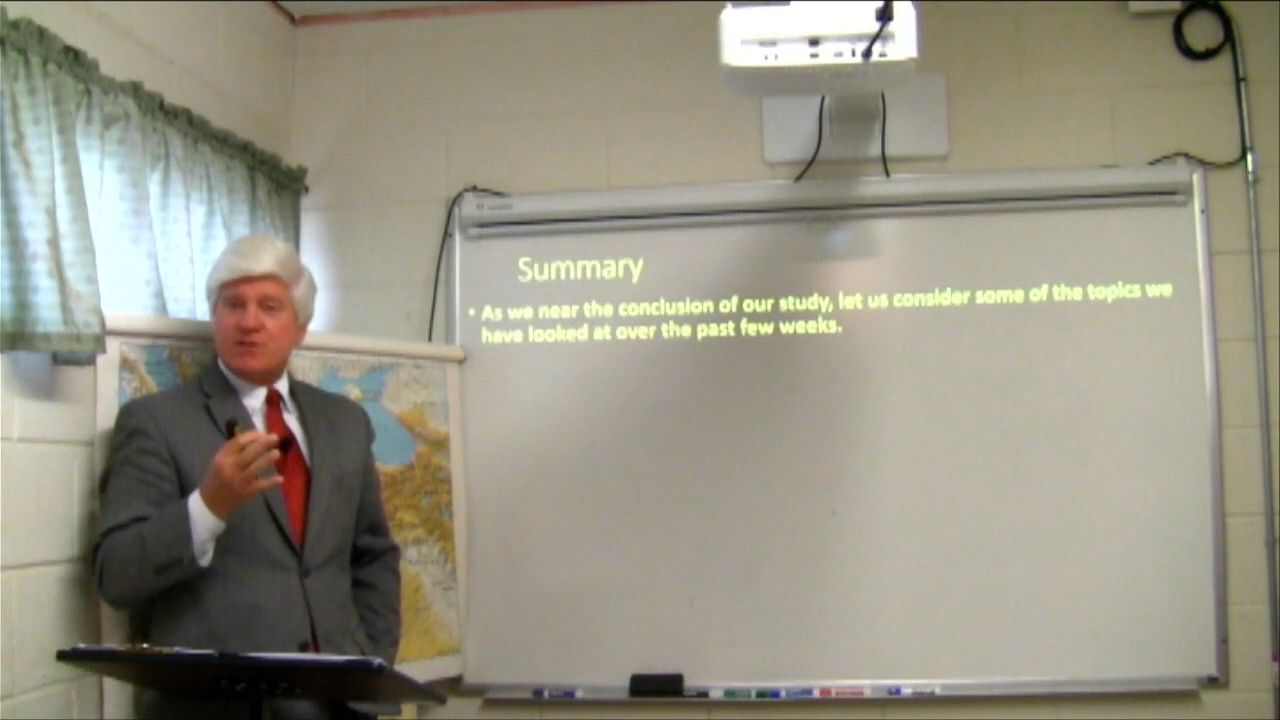 Summary
• As we near the conclusion of our study, let us consider some of the topics we
have looked at over the past few weeks.